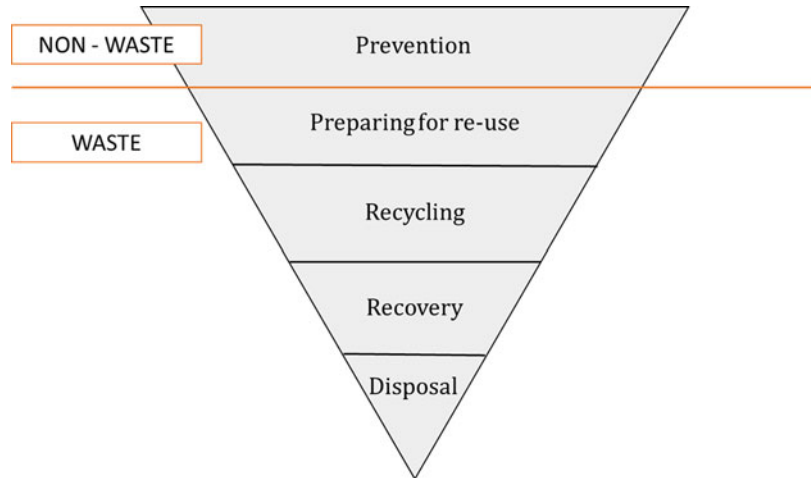 NON - WASTE
Prevention
Preparing for re-use
WASTE
Recycling
Recovery
Disposal